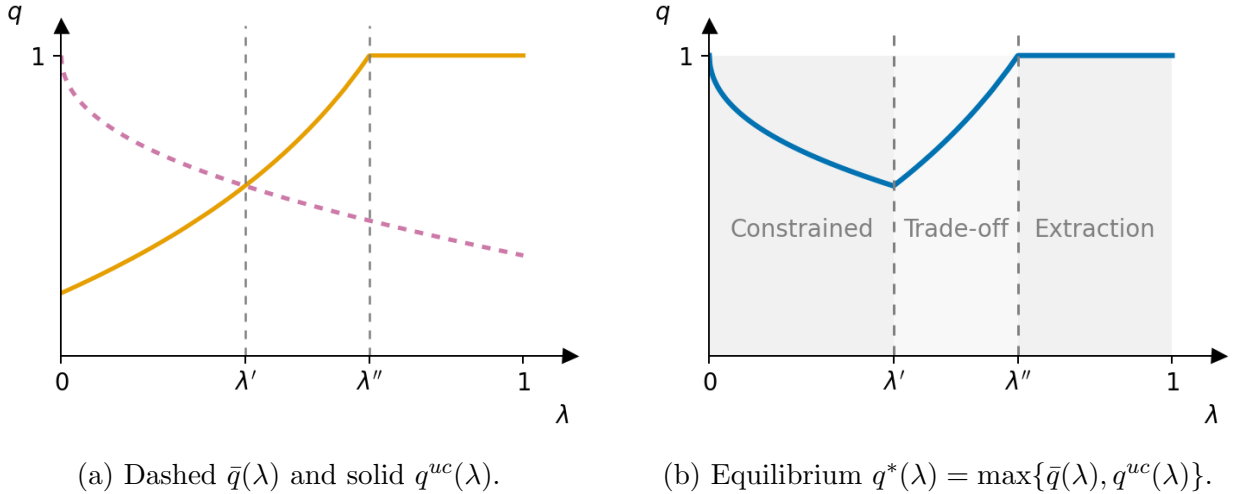 q
1
0
λ′
λ″
1
λ
(a) Dashed q̄(λ) and solid q^{uc}(λ).
q
1
Constrained
Trade-off
Extraction
0
λ′
λ″
1
λ
(b) Equilibrium q*(λ) = max{q̄(λ), q^{uc}(λ)}.